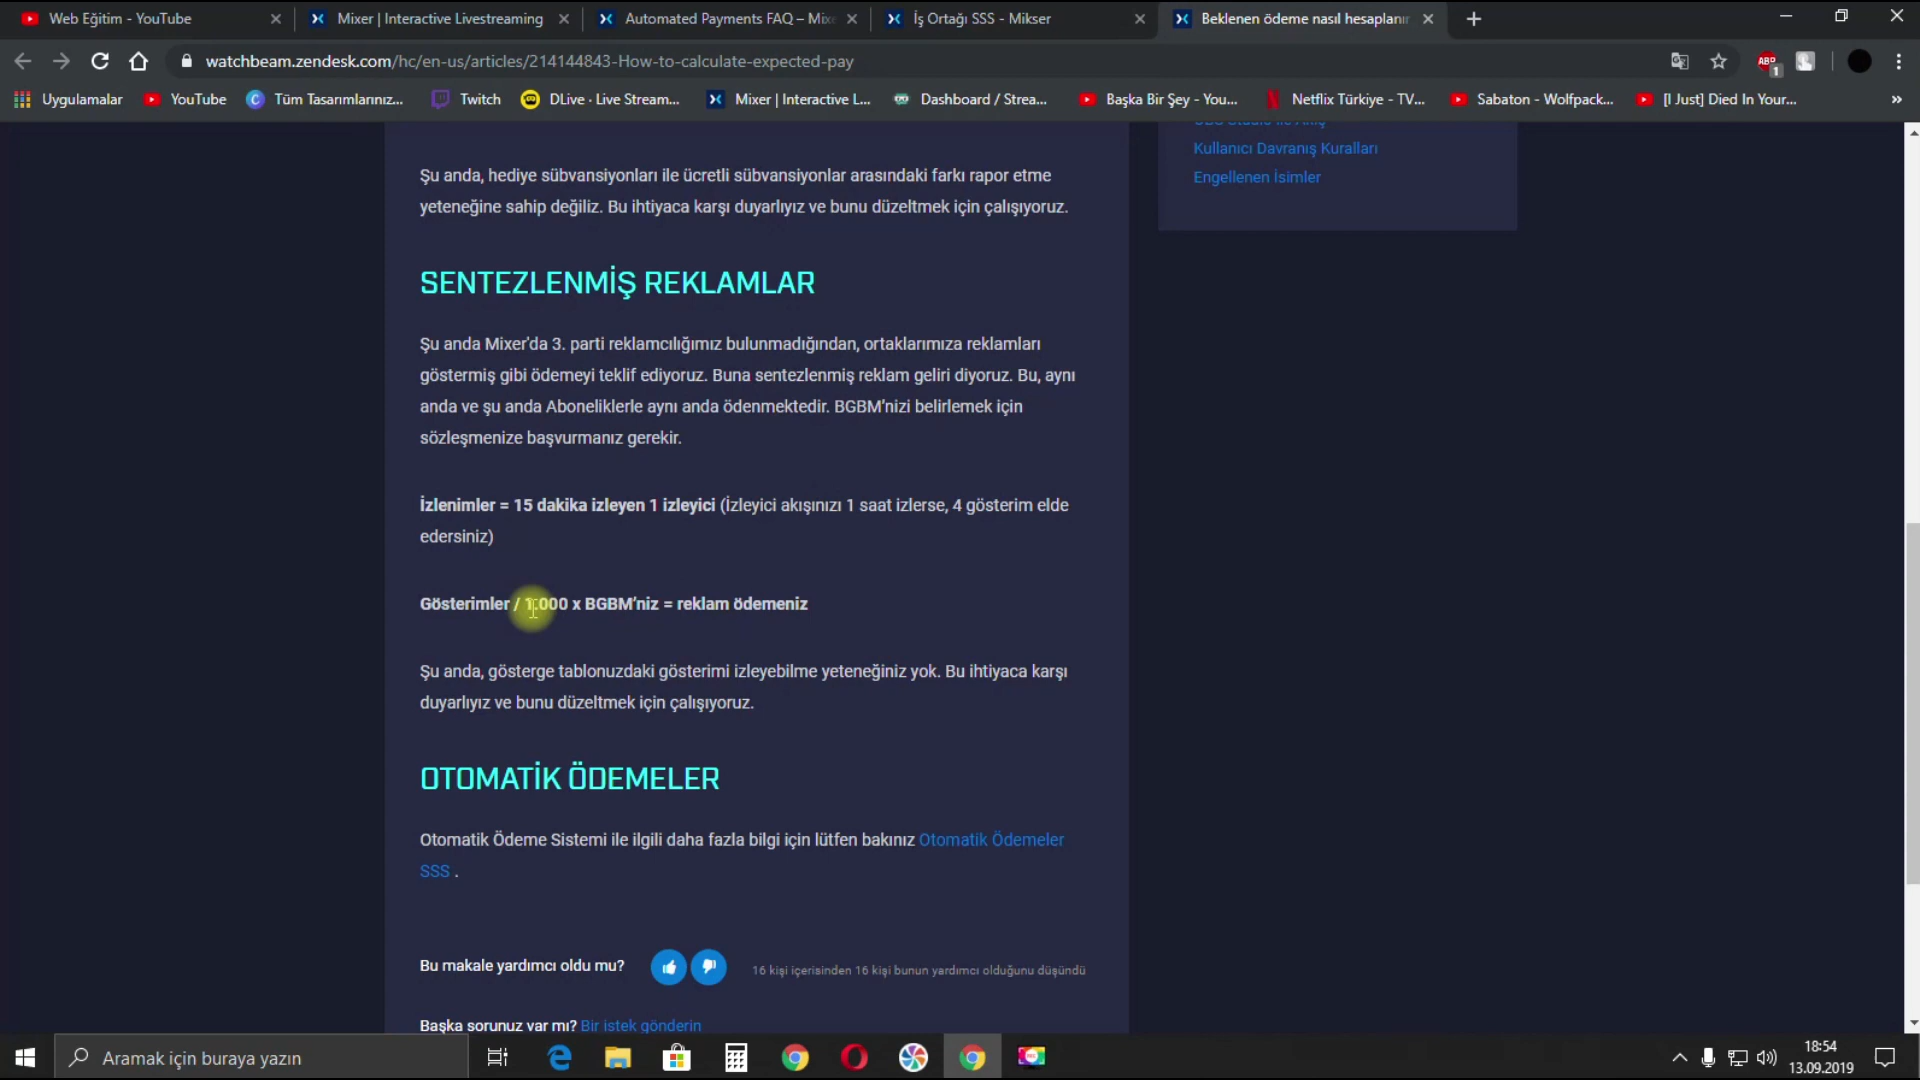 Web Eğitim - YouTube
Mixer | Interactive Livestreaming
Automated Payments FAQ – Mixe
İş Ortağı SSS - Mikser
Beklenen ödeme nasıl hesaplanır
watchbeam.zendesk.com/hc/en-us/articles/214144843-How-to-calculate-expected-pay
ABP
1
Uygulamalar
YouTube
Tüm Tasarımlarınız...
Twitch
DLive · Live Stream...
Mixer | Interactive L...
Dashboard / Strea...
Başka Bir Şey - You...
Netflix Türkiye - TV...
Sabaton - Wolfpack...
[I Just] Died In Your...
»
Kullanıcı Davranış Kuralları
Engellenen İsimler
Şu anda, hediye sübvansiyonları ile ücretli sübvansiyonlar arasındaki farkı rapor etme
yeteneğine sahip değiliz. Bu ihtiyaca karşı duyarlıyız ve bunu düzeltmek için çalışıyoruz.
SENTEZLENMİŞ REKLAMLAR
Şu anda Mixer'da 3. parti reklamcılığımız bulunmadığından, ortaklarımıza reklamları
göstermiş gibi ödemeyi teklif ediyoruz. Buna sentezlenmiş reklam geliri diyoruz. Bu, aynı
anda ve şu anda Aboneliklerle aynı anda ödenmektedir. BGBM'nizi belirlemek için
sözleşmenize başvurmanız gerekir.
İzlenimler = 15 dakika izleyen 1 izleyici (İzleyici akışınızı 1 saat izlerse, 4 gösterim elde
edersiniz)
Gösterimler / 1.000 x BGBM'niz = reklam ödemeniz
Şu anda, gösterge tablonuzdaki gösterimi izleyebilme yeteneğiniz yok. Bu ihtiyaca karşı
duyarlıyız ve bunu düzeltmek için çalışıyoruz.
OTOMATİK ÖDEMELER
Otomatik Ödeme Sistemi ile ilgili daha fazla bilgi için lütfen bakınız Otomatik Ödemeler
SSS .
Bu makale yardımcı oldu mu?
16 kişi içerisinden 16 kişi bunun yardımcı olduğunu düşündü
Başka sorunuz var mı? Bir istek gönderin
Aramak için buraya yazın
18:54
13.09.2019